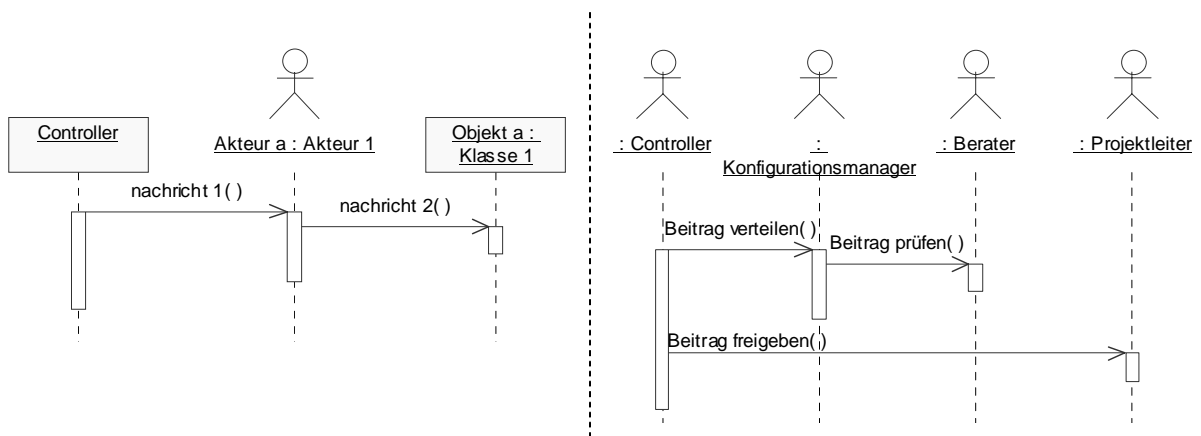 Controller
Akteur a : Akteur 1
Objekt a :
Klasse 1
nachricht 1( )
nachricht 2( )
: Controller
:
Konfigurationsmanager
: Berater
: Projektleiter
Beitrag verteilen( )
Beitrag prüfen( )
Beitrag freigeben( )